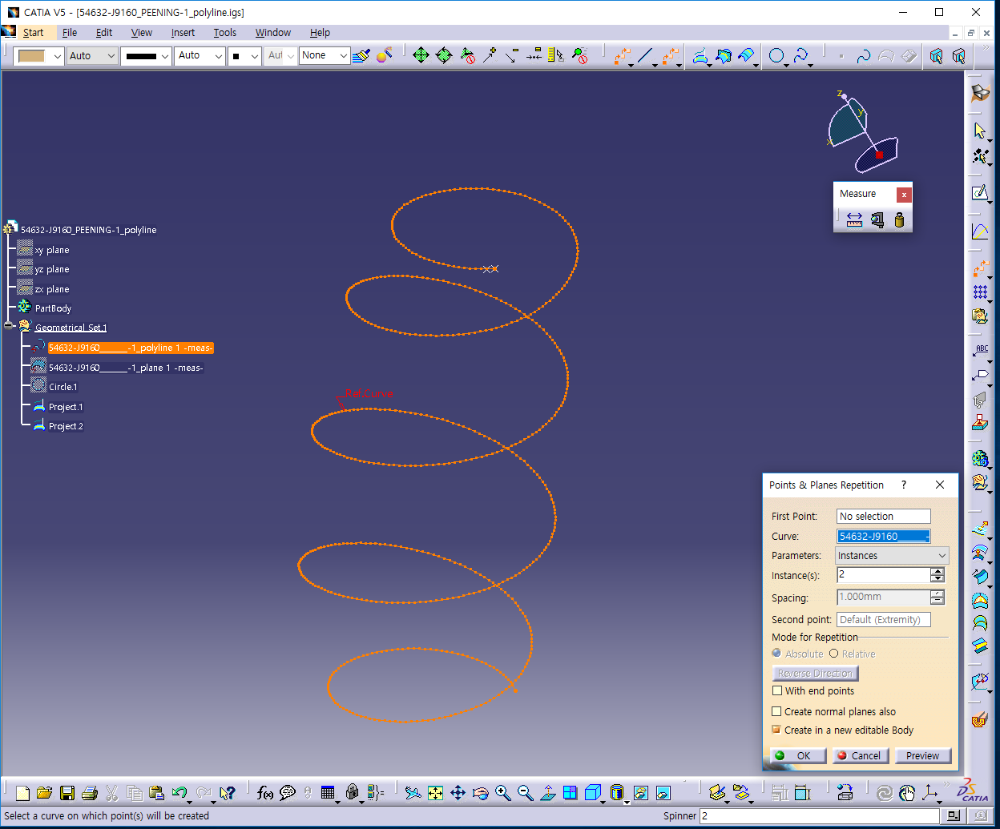 CATIA V5 - [54632-J9160_PEENING-1_polyline.igs]
Start File Edit View Insert Tools Window Help
Auto Auto Aut None
z
y
x
Measure
54632-J9160_PEENING-1_polyline
xy plane
yz plane
zx plane
PartBody
Geometrical Set.1
54632-J9160______-1_polyline 1 -meas-
54632-J9160______-1_plane 1 -meas-
Circle.1
Project.1
Project.2
Ref.Curve
ABC
Points & Planes Repetition ?
First Point: No selection
Curve: 54632-J9160______-
Parameters: Instances
Instance(s): 2
Spacing: 1.000mm
Second point: Default (Extremity)
Mode for Repetition
Absolute Relative
Reverse Direction
With end points
Create normal planes also
Create in a new editable Body
OK Cancel Preview
f(x)
CATIA
Select a curve on which point(s) will be created
Spinner 2